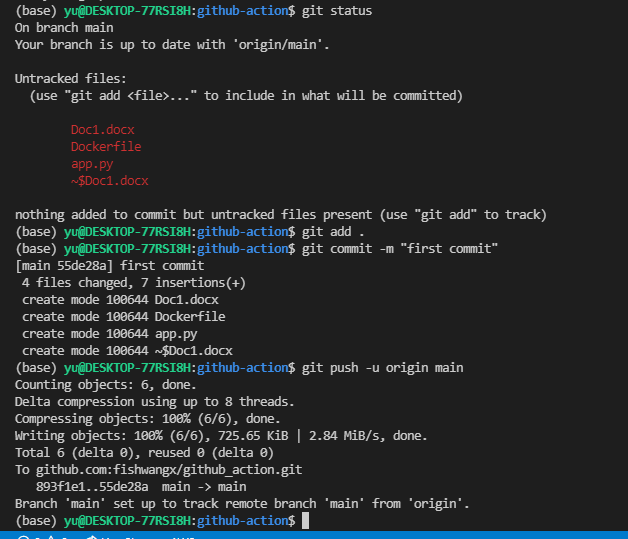 (base) yu@DESKTOP-77RSI8H:github-action$ git status
On branch main
Your branch is up to date with 'origin/main'.
Untracked files:
(use "git add <file>..." to include in what will be committed)
Doc1.docx
Dockerfile
app.py
~$Doc1.docx
nothing added to commit but untracked files present (use "git add" to track)
(base) yu@DESKTOP-77RSI8H:github-action$ git add .
(base) yu@DESKTOP-77RSI8H:github-action$ git commit -m "first commit"
[main 55de28a] first commit
4 files changed, 7 insertions(+)
create mode 100644 Doc1.docx
create mode 100644 Dockerfile
create mode 100644 app.py
create mode 100644 ~$Doc1.docx
(base) yu@DESKTOP-77RSI8H:github-action$ git push -u origin main
Counting objects: 6, done.
Delta compression using up to 8 threads.
Compressing objects: 100% (6/6), done.
Writing objects: 100% (6/6), 725.65 KiB | 2.84 MiB/s, done.
Total 6 (delta 0), reused 0 (delta 0)
To github.com:fishwangx/github_action.git
893f1e1..55de28a  main -> main
Branch 'main' set up to track remote branch 'main' from 'origin'.
(base) yu@DESKTOP-77RSI8H:github-action$